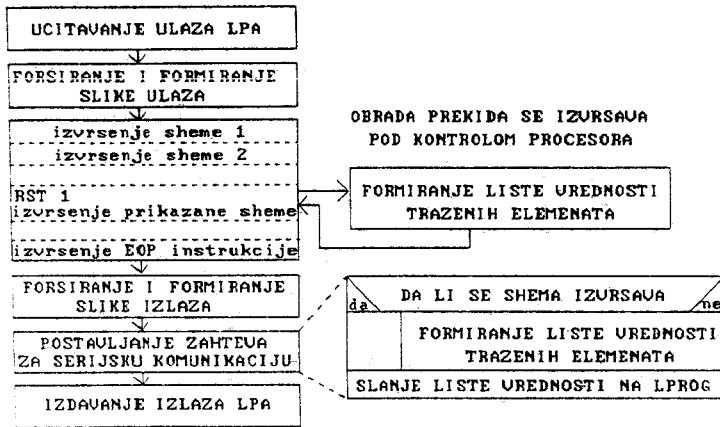 UCITAVANJE ULAZA LPA
FORSIRANJE I FORMIRANJE
SLIKE ULAZA
izvrsenje sheme 1
izvrsenje sheme 2
RST 1
izvrsenje prikazane sheme
izvrsenje EOP instrukcije
FORSIRANJE I FORMIRANJE
SLIKE IZLAZA
POSTAVLJANJE ZAHTEVA
ZA SERIJSKU KOMUNIKACIJU
IZDAVANJE IZLAZA LPA
OBRADA PREKIDA SE IZVRSAVA
POD KONTROLOM PROCESORA
FORMIRANJE LISTE VREDNOSTI
TRAZENIH ELEMENATA
DA LI SE SHEMA IZVRSAVA
da
ne
FORMIRANJE LISTE VREDNOSTI
TRAZENIH ELEMENATA
SLANJE LISTE VREDNOSTI NA LPROG